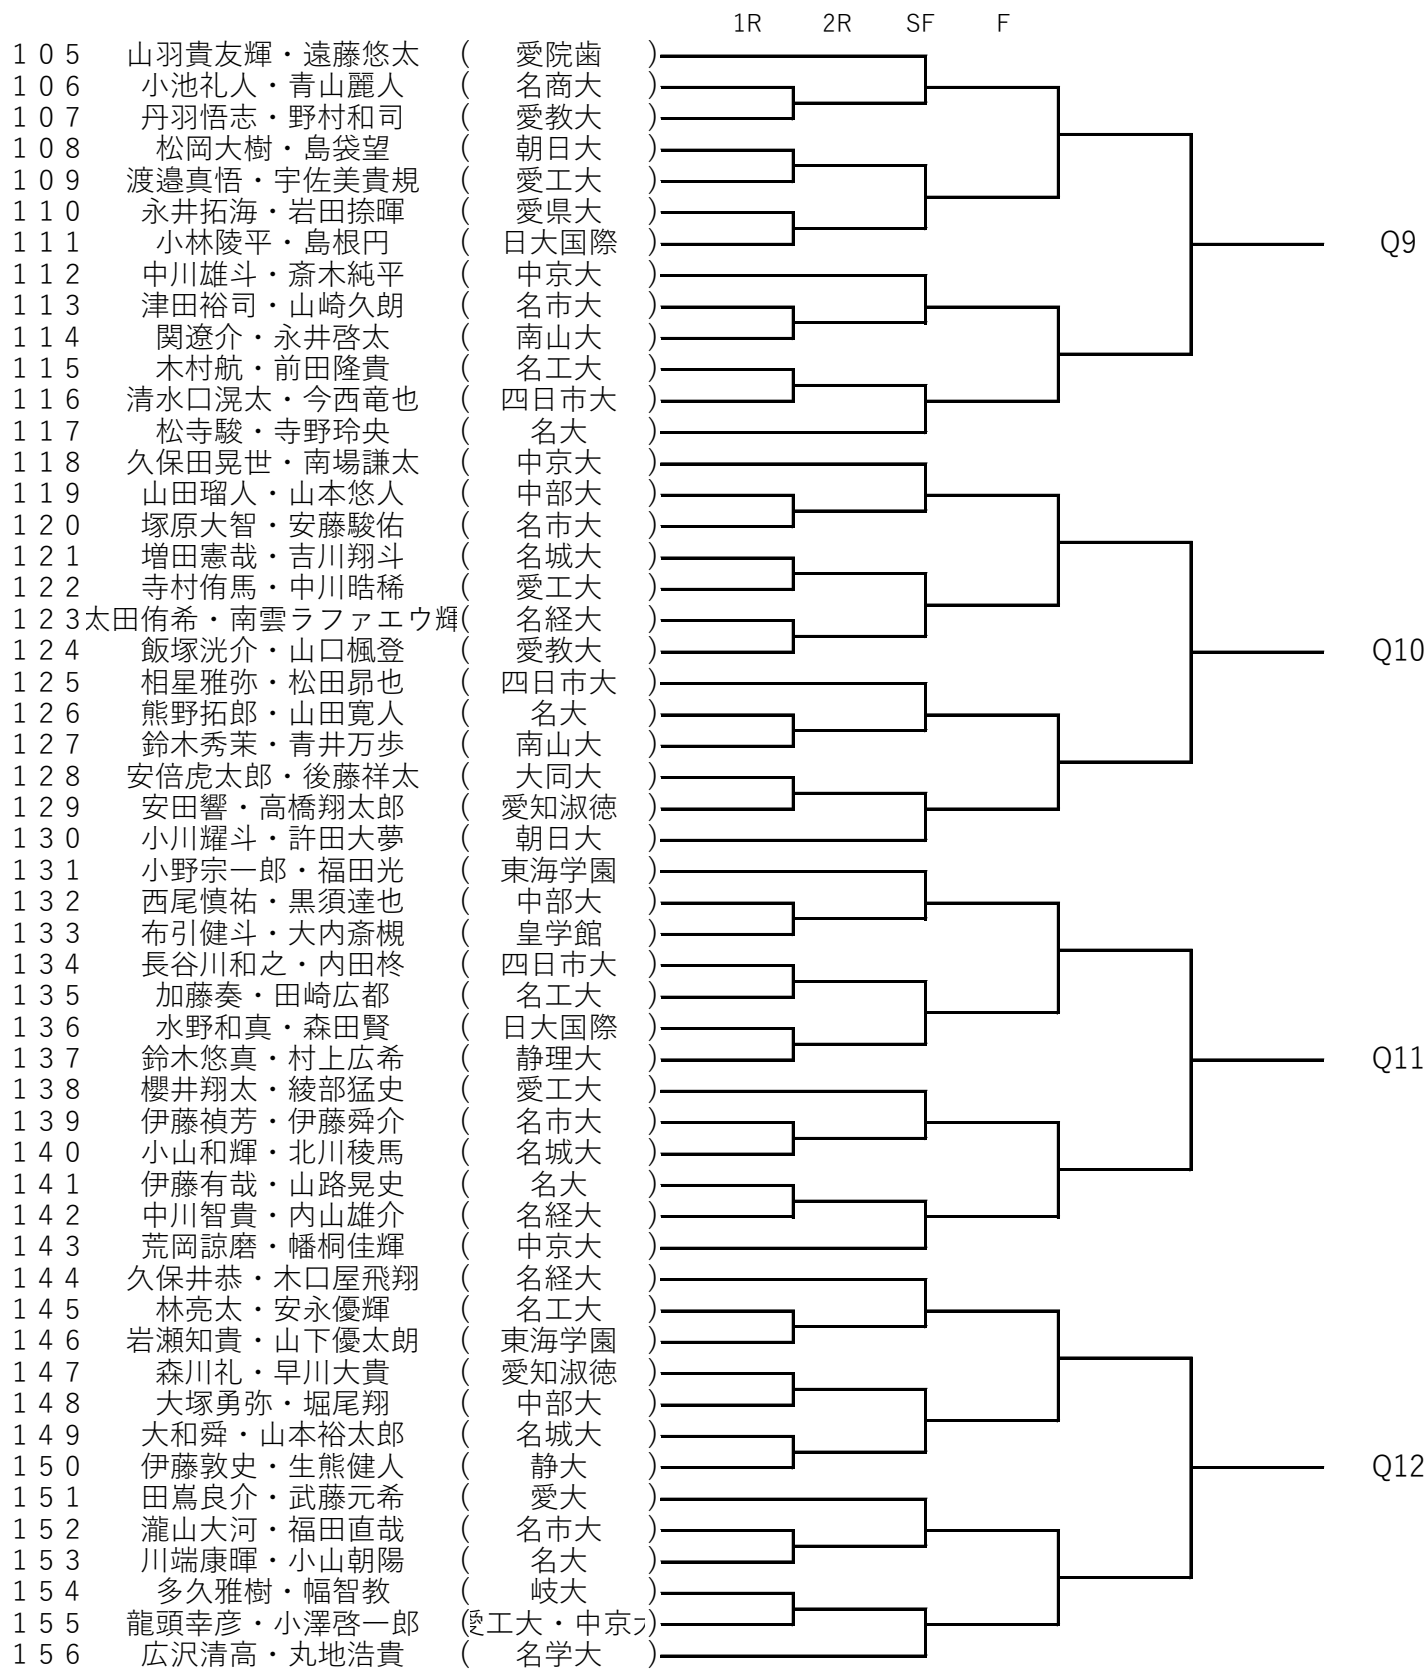 1R 2R SF F
105 山羽貴友輝・遠藤悠太 ( 愛院歯 )
106 小池礼人・青山麗人 ( 名商大 )
107 丹羽悟志・野村和司 ( 愛教大 )
108 松岡大樹・島袋望 ( 朝日大 )
109 渡邉真悟・宇佐美貴規 ( 愛工大 )
110 永井拓海・岩田捺暉 ( 愛県大 )
111 小林陵平・島根円 ( 日大国際 )
Q9
112 中川雄斗・斎木純平 ( 中京大 )
113 津田裕司・山崎久朗 ( 名市大 )
114 関遼介・永井啓太 ( 南山大 )
115 木村航・前田隆貴 ( 名工大 )
116 清水口滉太・今西竜也 ( 四日市大 )
117 松寺駿・寺野玲央 ( 名大 )
118 久保田晃世・南場謙太 ( 中京大 )
119 山田瑠人・山本悠人 ( 中部大 )
120 塚原大智・安藤駿佑 ( 名市大 )
121 増田憲哉・吉川翔斗 ( 名城大 )
122 寺村侑馬・中川晧稀 ( 愛工大 )
123 太田侑希・南雲ラファエウ輝 ( 名経大 )
124 飯塚洸介・山口楓登 ( 愛教大 )
Q10
125 相星雅弥・松田昴也 ( 四日市大 )
126 熊野拓郎・山田寛人 ( 名大 )
127 鈴木秀茉・青井万歩 ( 南山大 )
128 安倍虎太郎・後藤祥太 ( 大同大 )
129 安田響・高橋翔太郎 ( 愛知淑徳 )
130 小川耀斗・許田大夢 ( 朝日大 )
131 小野宗一郎・福田光 ( 東海学園 )
132 西尾慎祐・黒須達也 ( 中部大 )
133 布引健斗・大内斎槻 ( 皇学館 )
134 長谷川和之・内田柊 ( 四日市大 )
135 加藤奏・田崎広都 ( 名工大 )
136 水野和真・森田賢 ( 日大国際 )
137 鈴木悠真・村上広希 ( 静理大 )
Q11
138 櫻井翔太・綾部猛史 ( 愛工大 )
139 伊藤禎芳・伊藤舜介 ( 名市大 )
140 小山和輝・北川稜馬 ( 名城大 )
141 伊藤有哉・山路晃史 ( 名大 )
142 中川智貴・内山雄介 ( 名経大 )
143 荒岡諒磨・幡桐佳輝 ( 中京大 )
144 久保井恭・木口屋飛翔 ( 名経大 )
145 林亮太・安永優輝 ( 名工大 )
146 岩瀬知貴・山下優太朗 ( 東海学園 )
147 森川礼・早川大貴 ( 愛知淑徳 )
148 大塚勇弥・堀尾翔 ( 中部大 )
149 大和舜・山本裕太郎 ( 名城大 )
150 伊藤敦史・生熊健人 ( 静大 )
Q12
151 田嶌良介・武藤元希 ( 愛大 )
152 瀧山大河・福田直哉 ( 名市大 )
153 川端康暉・小山朝陽 ( 名大 )
154 多久雅樹・幅智教 ( 岐大 )
155 龍頭幸彦・小澤啓一郎 (愛工大・中京大)
156 広沢清高・丸地浩貴 ( 名学大 )